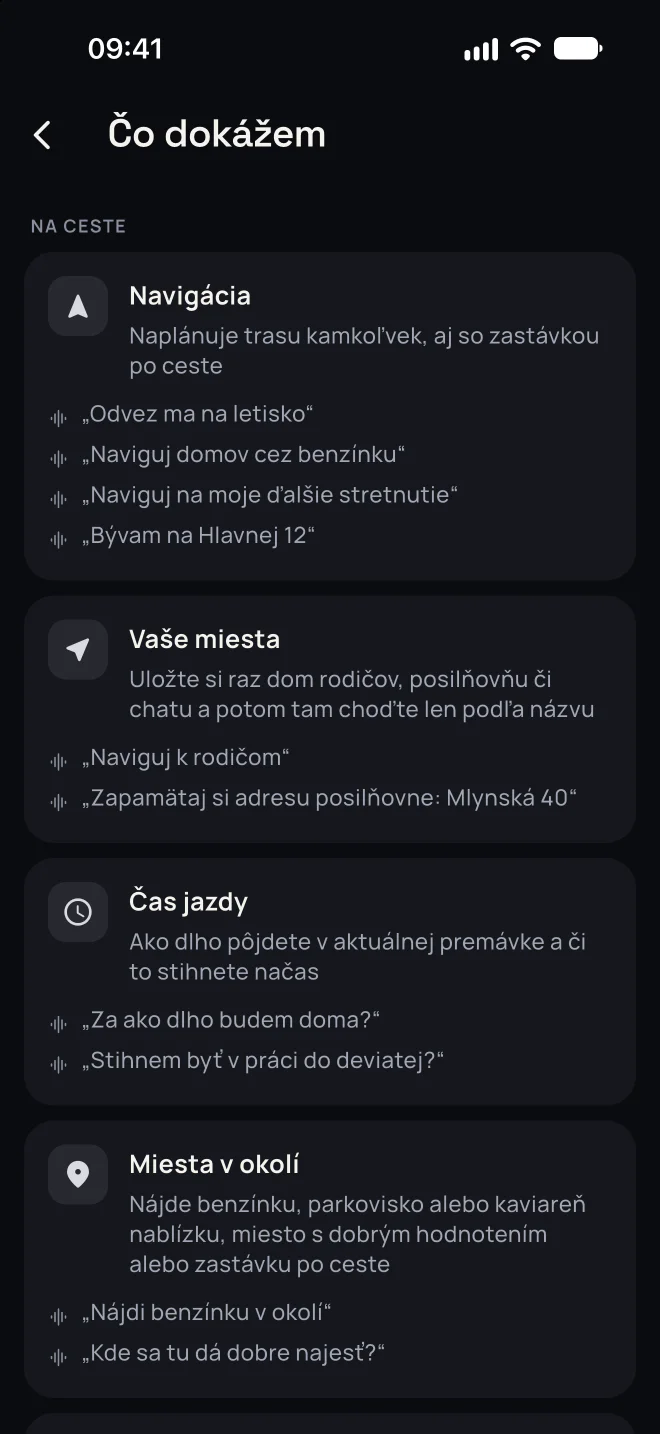 09:41
Čo dokážem
NA CESTE
Navigácia
Naplánuje trasu kamkoľvek, aj so zastávkou
po ceste
„Odvez ma na letisko“
„Naviguj domov cez benzínku“
„Naviguj na moje ďalšie stretnutie“
„Bývam na Hlavnej 12“
Vaše miesta
Uložte si raz dom rodičov, posilňovňu či
chatu a potom tam choďte len podľa názvu
„Naviguj k rodičom“
„Zapamätaj si adresu posilňovne: Mlynská 40“
Čas jazdy
Ako dlho pôjdete v aktuálnej premávke a či
to stihnete načas
„Za ako dlho budem doma?“
„Stihnem byť v práci do deviatej?“
Miesta v okolí
Nájde benzínku, parkovisko alebo kaviareň
nablízku, miesto s dobrým hodnotením
alebo zastávku po ceste
„Nájdi benzínku v okolí“
„Kde sa tu dá dobre najesť?“